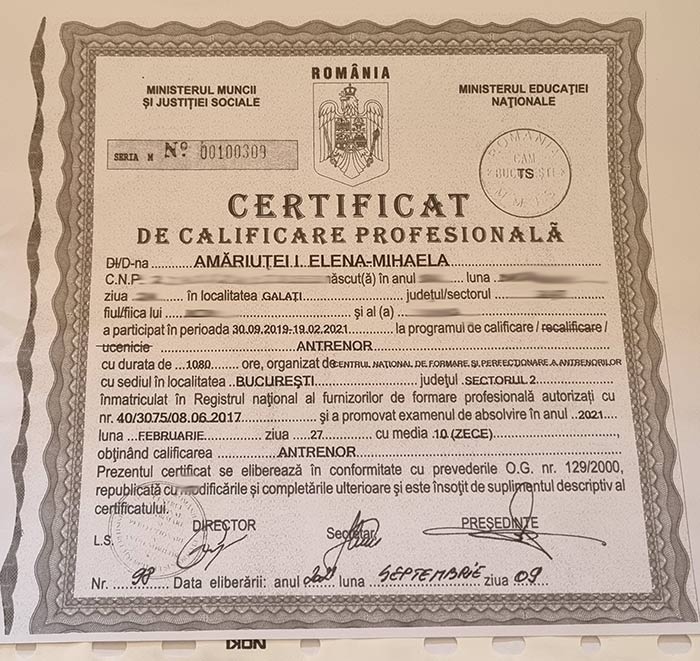 ROMÂNIA
MINISTERUL MUNCII
ȘI JUSTIȚIEI SOCIALE
MINISTERUL EDUCAȚIEI
NAȚIONALE
SERIA M Nº 00100309
ROMANIA
CAM
BUCUREȘTI
TS
CERTIFICAT
DE CALIFICARE PROFESIONALĂ
Dl/D-na AMĂRIUȚEI I. ELENA-MIHAELA
C.N.P. născut(ă) în anul luna
ziua în localitatea GALAȚI județul/sectorul
fiul/fiica lui și al (a)
a participat în perioada 30.09.2019-19.02.2021 la programul de calificare / recalificare /
ucenicie ANTRENOR
cu durata de 1080 ore, organizat de CENTRUL NAȚIONAL DE FORMARE ȘI PERFECȚIONARE A ANTRENORILOR
cu sediul în localitatea BUCUREȘTI județul SECTORUL 2
înmatriculat în Registrul național al furnizorilor de formare profesională autorizați cu
nr. 40/3075/08.06.2017 și a promovat examenul de absolvire în anul 2021
luna FEBRUARIE ziua 27 cu media 10 (ZECE),
obținând calificarea ANTRENOR
Prezentul certificat se eliberează în conformitate cu prevederile O.G. nr. 129/2000,
republicată cu modificările și completările ulterioare și este însoțit de suplimentul descriptiv al
certificatului.
DIRECTOR Secretar PREȘEDINTE
L.S.
Nr. 98 Data eliberării: anul 2021 luna SEPTEMBRIE ziua 09